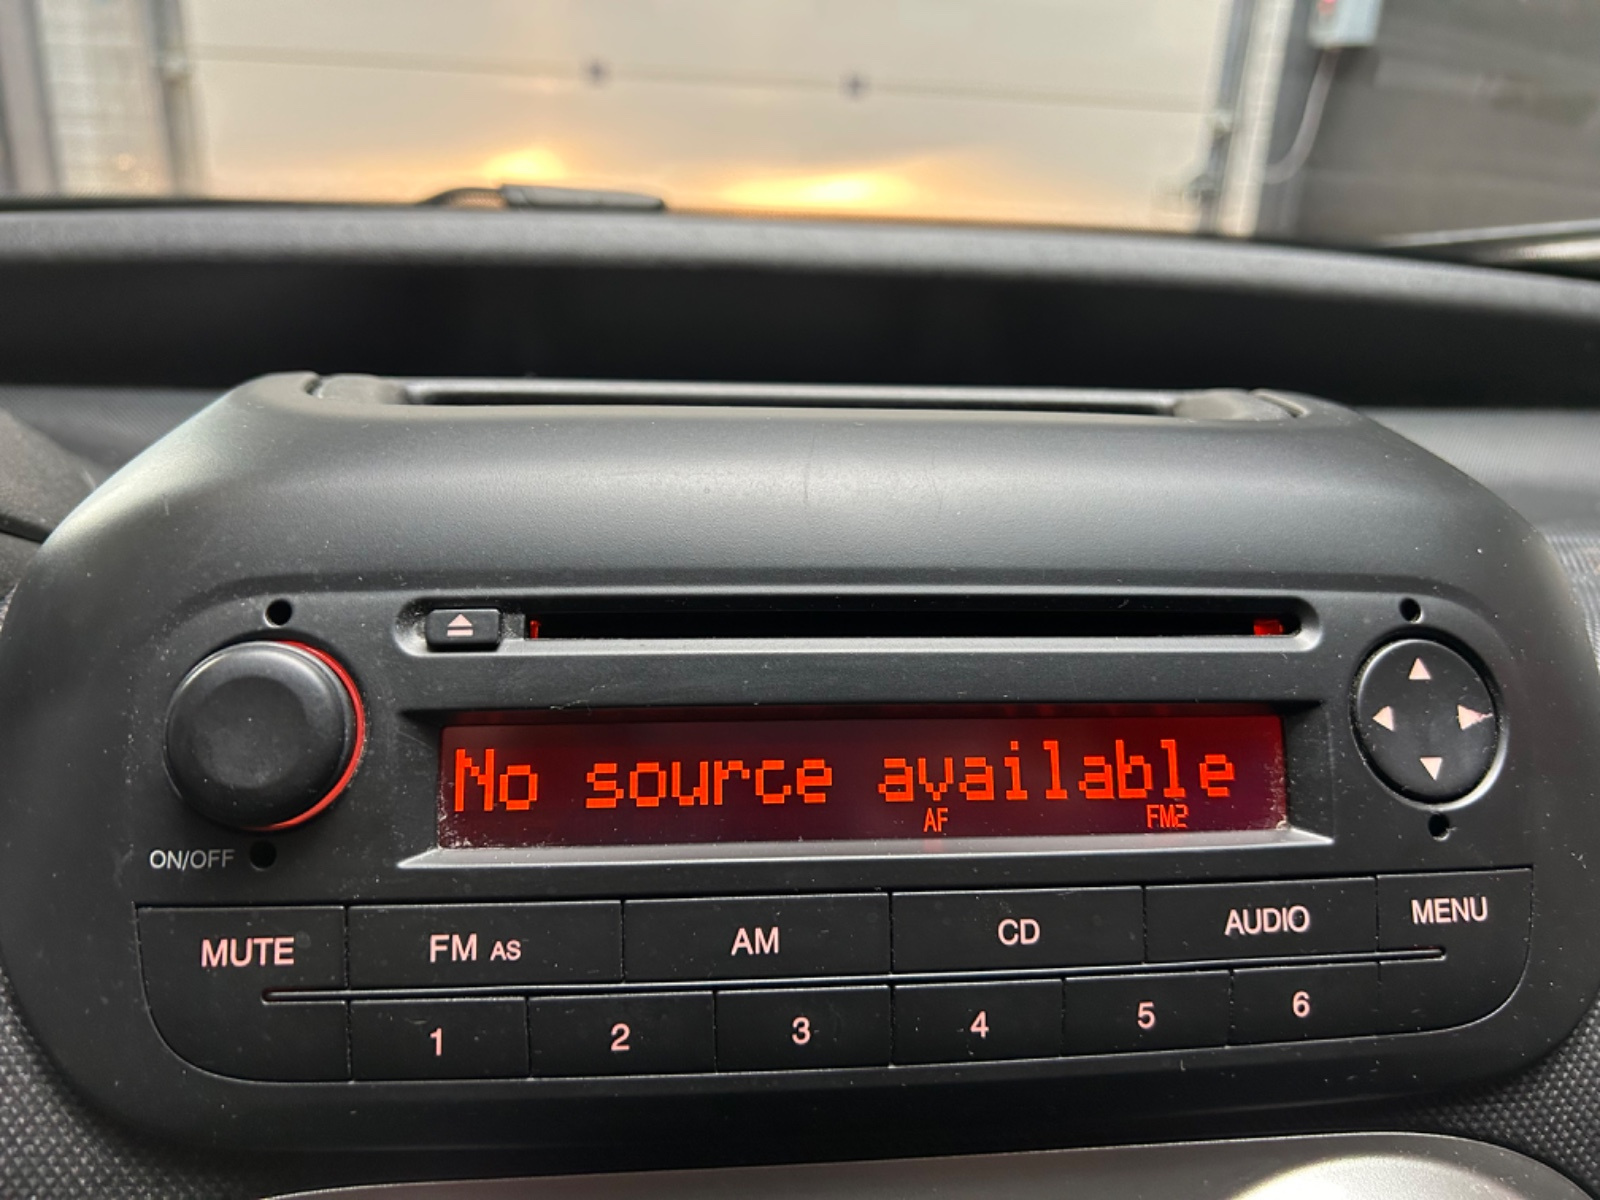 No source available
AF FM2
ON/OFF
MUTE FM AS AM CD AUDIO MENU
1 2 3 4 5 6